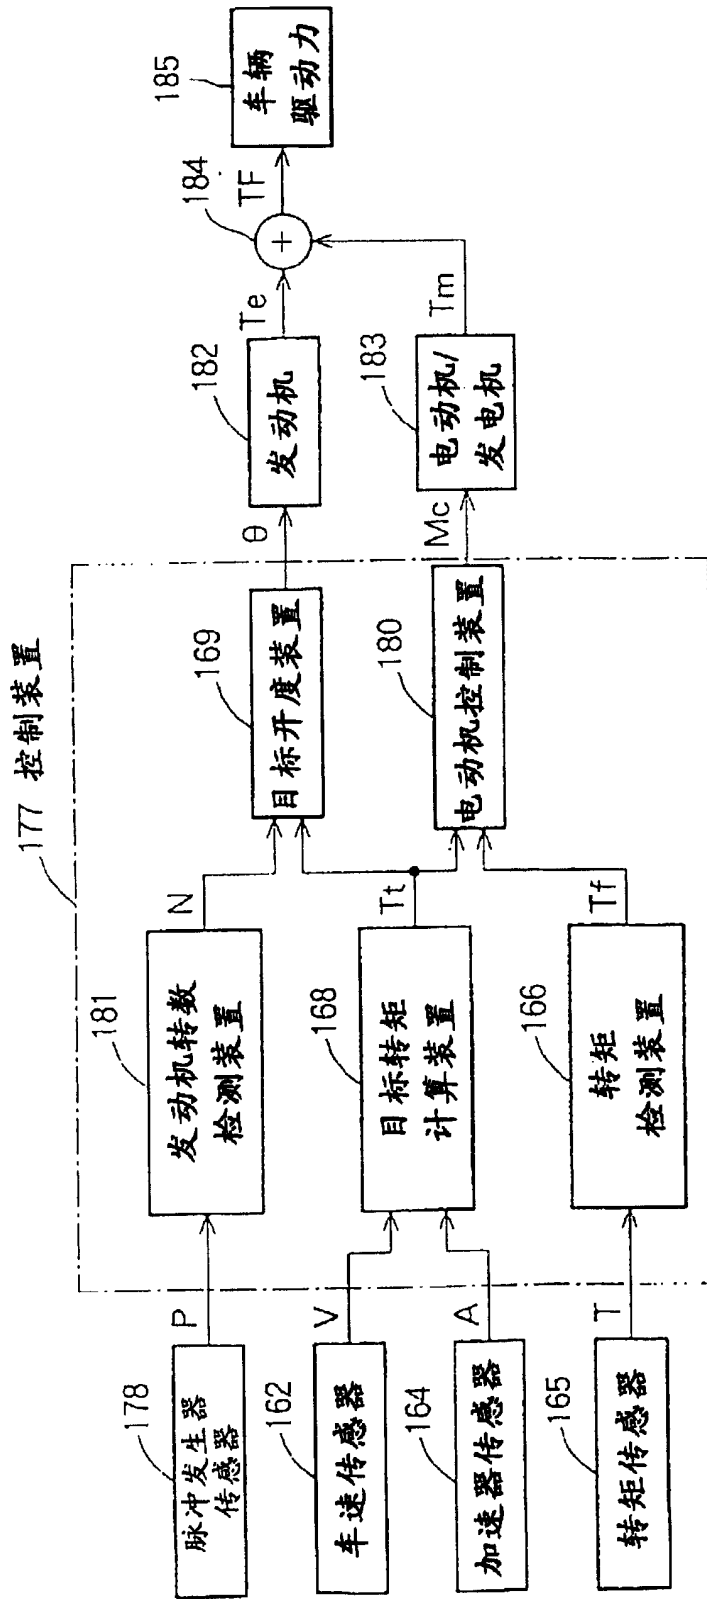 177 控制装置
178
脉冲发生器
传感器
P
181
发动机转数
检测装置
N
169
目标开度装置
θ
182
发动机
Te
184
+
TF
185
车辆
驱动力
162
车速传感器
V
168
目标转矩
计算装置
Tt
164
加速器传感器
A
180
电动机控制装置
Mc
183
电动机/
发电机
Tm
165
转矩传感器
T
166
转矩
检测装置
Tf